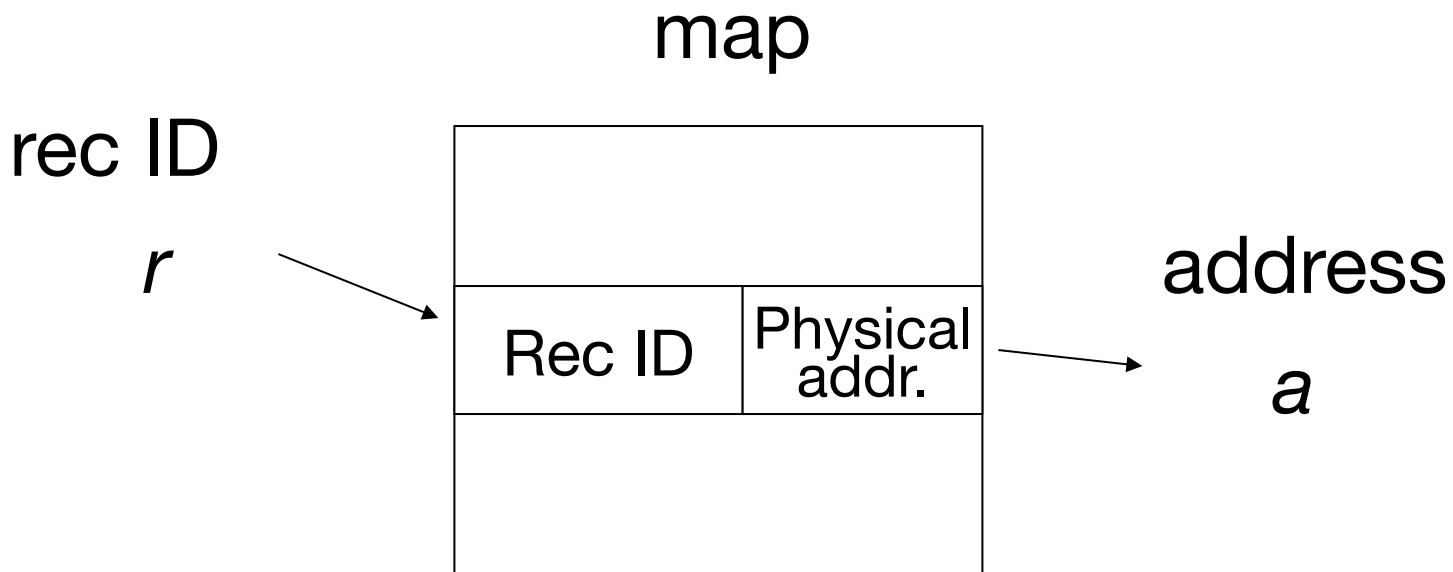 map
rec ID
r
Rec ID
Physical
addr.
address
a